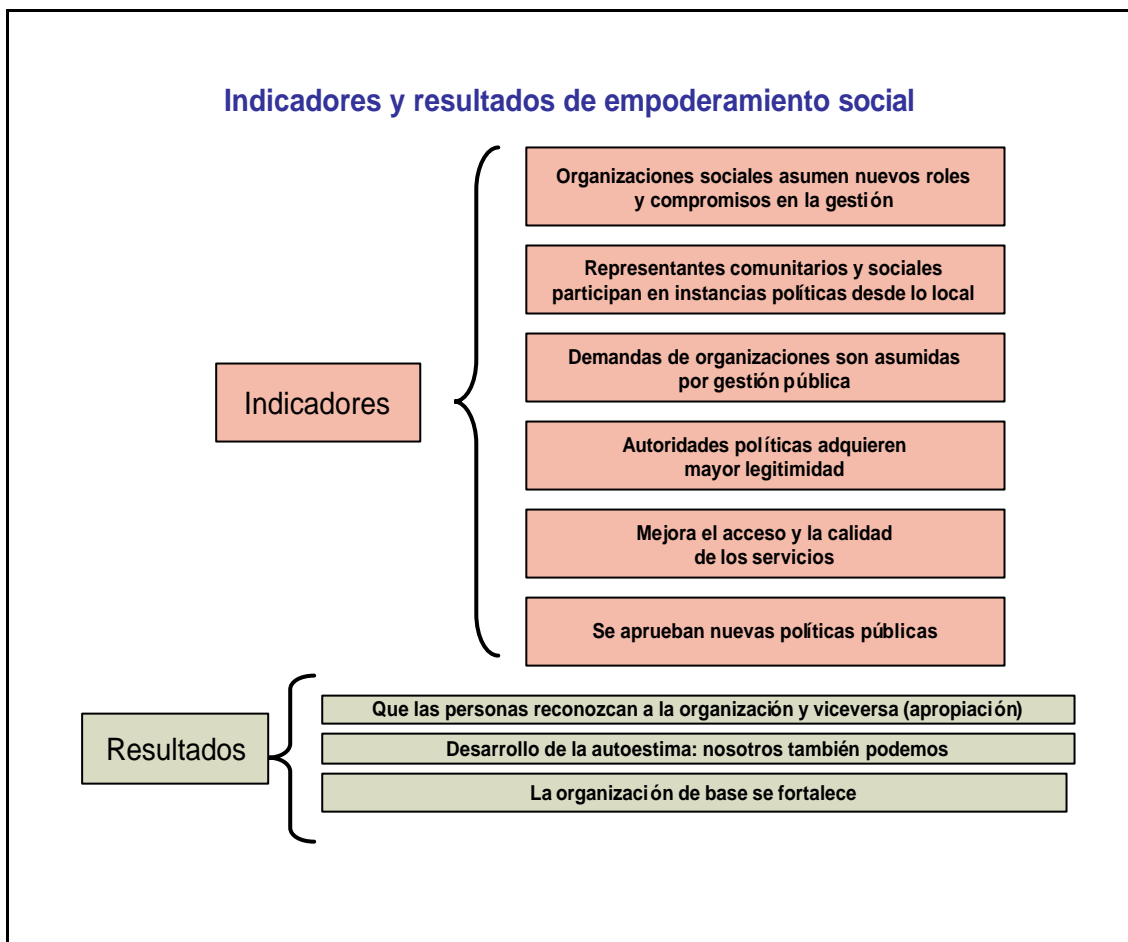 Indicadores y resultados de empoderamiento social
Organizaciones sociales asumen nuevos roles
y compromisos en la gestión
Representantes comunitarios y sociales
participan en instancias políticas desde lo local
Demandas de organizaciones son asumidas
por gestión pública
Indicadores
Autoridades políticas adquieren
mayor legitimidad
Mejora el acceso y la calidad
de los servicios
Se aprueban nuevas políticas públicas
Resultados
Que las personas reconozcan a la organización y viceversa (apropiación)
Desarrollo de la autoestima: nosotros también podemos
La organización de base se fortalece